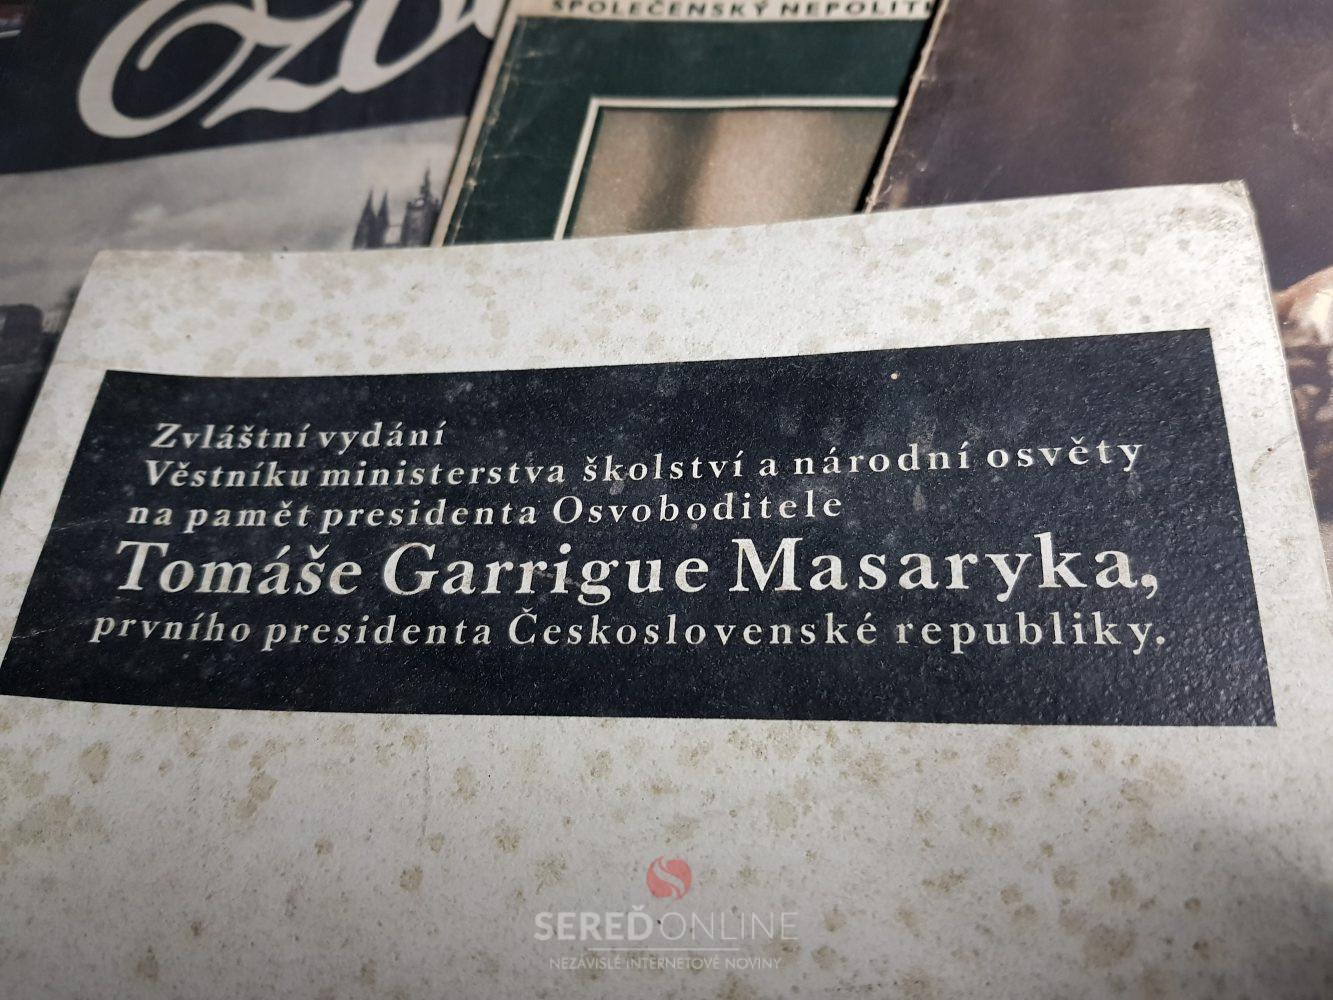 SPOLEČENSKÝ
Zvláštní vydání
Věstníku ministerstva školství a národní osvěty
na pamět presidenta Osvoboditele
Tomáše Garrigue Masaryka,
prvního presidenta Československé republiky.
SEREĎONLINE
NEZÁVISLÉ INTERNETOVÉ NOVINY